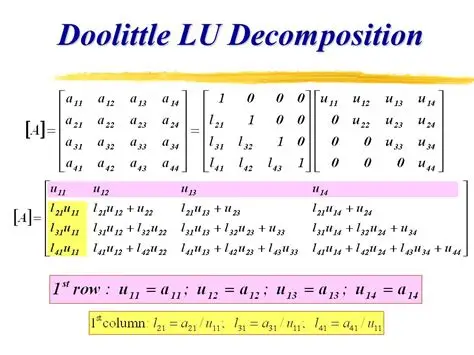 Doolittle LU Decomposition
[A] = [a₁₁ a₁₂ a₁₃ a₁₄; a₂₁ a₂₂ a₂₃ a₂₄; a₃₁ a₃₂ a₃₃ a₃₄; a₄₁ a₄₂ a₄₃ a₄₄] = [1 0 0 0; l₂₁ 1 0 0; l₃₁ l₃₂ 1 0; l₄₁ l₄₂ l₄₃ 1] [u₁₁ u₁₂ u₁₃ u₁₄; 0 u₂₂ u₂₃ u₂₄; 0 0 u₃₃ u₃₄; 0 0 0 u₄₄]
u₁₁ u₁₂ u₁₃ u₁₄
[A] = l₂₁u₁₁ l₂₁u₁₂ + u₂₂ l₂₁u₁₃ + u₂₃ l₂₁u₁₄ + u₂₄
l₃₁u₁₁ l₃₁u₁₂ + l₃₂u₂₂ l₃₁u₁₃ + l₃₂u₂₃ + u₃₃ l₃₁u₁₄ + l₃₂u₂₄ + u₃₄
l₄₁u₁₁ l₄₁u₁₂ + l₄₂u₂₂ l₄₁u₁₃ + l₄₂u₂₃ + l₄₃u₃₃ l₄₁u₁₄ + l₄₂u₂₄ + l₄₃u₃₄ + u₄₄
1st row : u₁₁ = a₁₁ ; u₁₂ = a₁₂ ; u₁₃ = a₁₃ ; u₁₄ = a₁₄
1st column: l₂₁ = a₂₁ / u₁₁; l₃₁ = a₃₁ / u₁₁; l₄₁ = a₄₁ / u₁₁